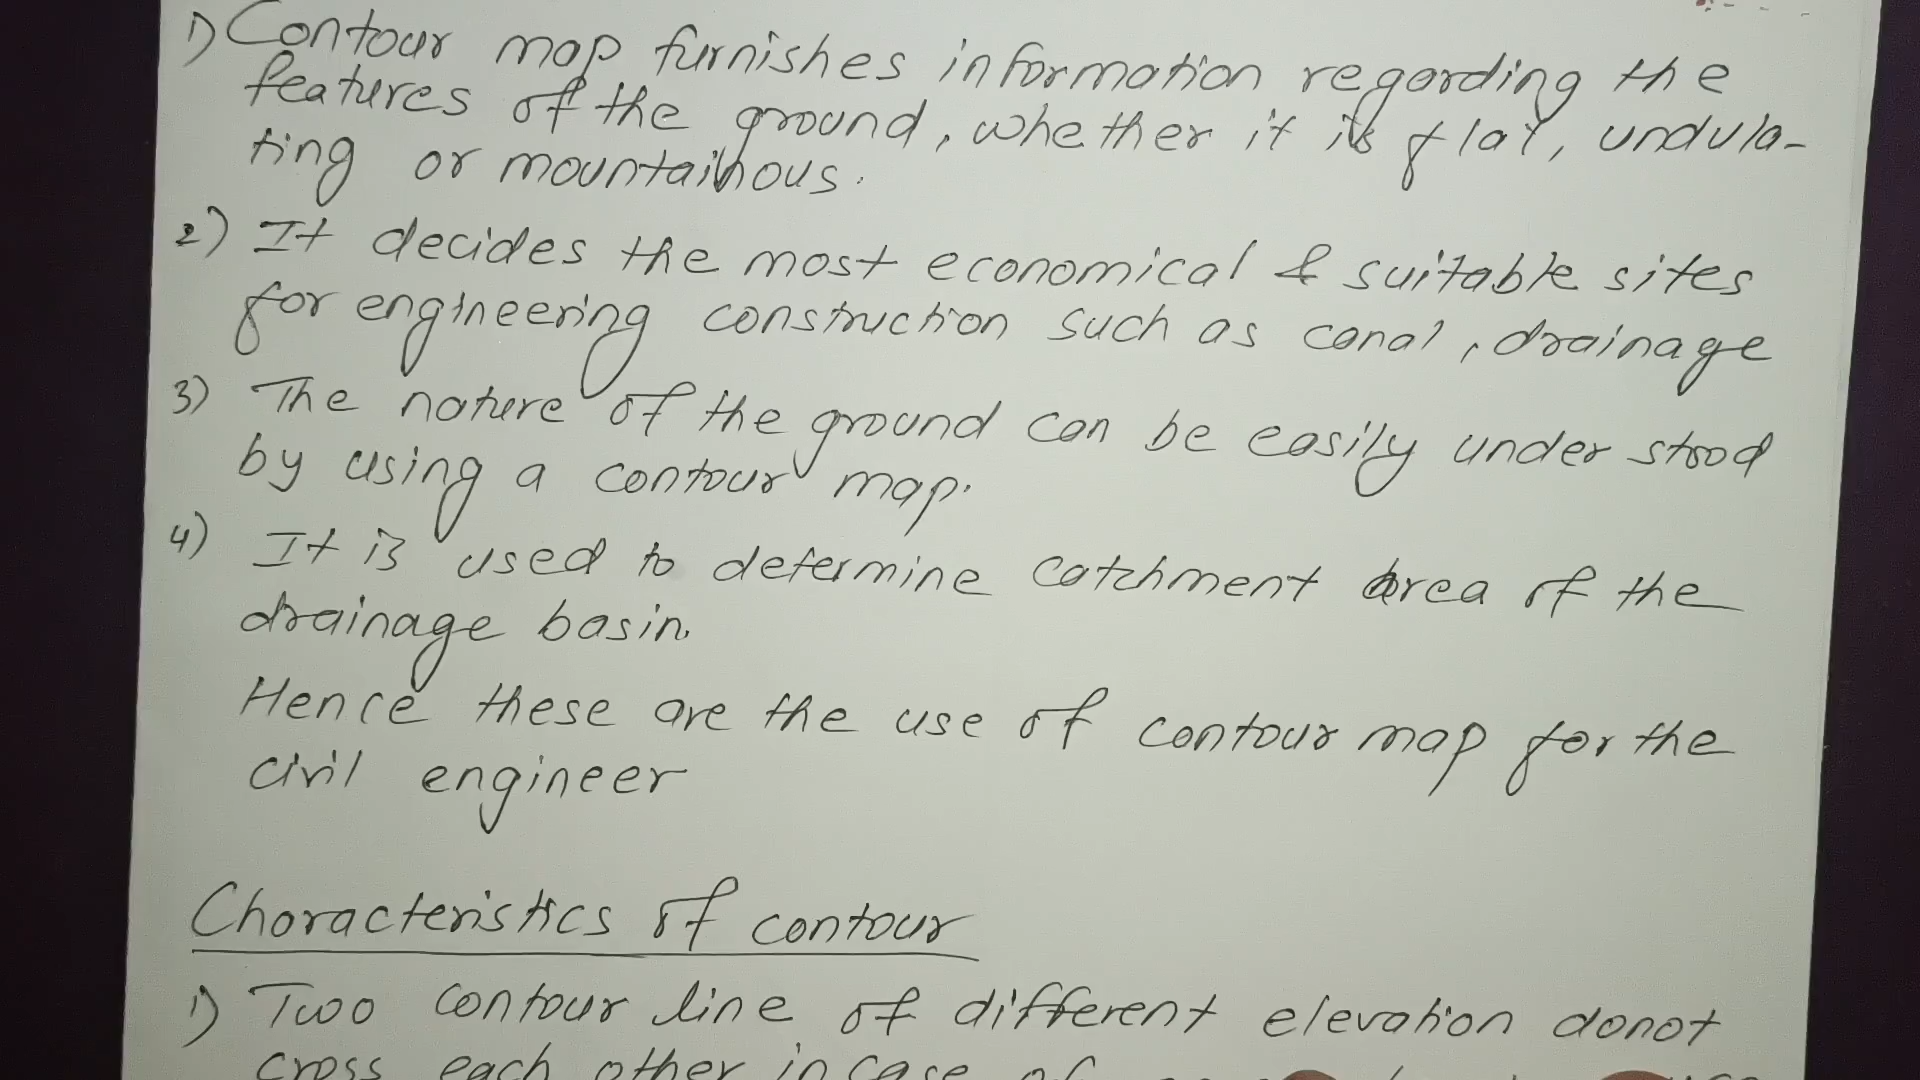 1) Contour map furnishes information regarding the
features of the ground, whether it is flat, undula-
ting or mountainous.
2) It decides the most economical & suitable sites
for engineering construction such as canal, drainage
3) The nature of the ground can be easily under stood
by using a contour map.
4) It is used to determine catchment area of the
drainage basin.
Hence these are the use of contour map for the
civil engineer
Characteristics of contour
1) Two contour line of different elevation donot
cross each other in case of